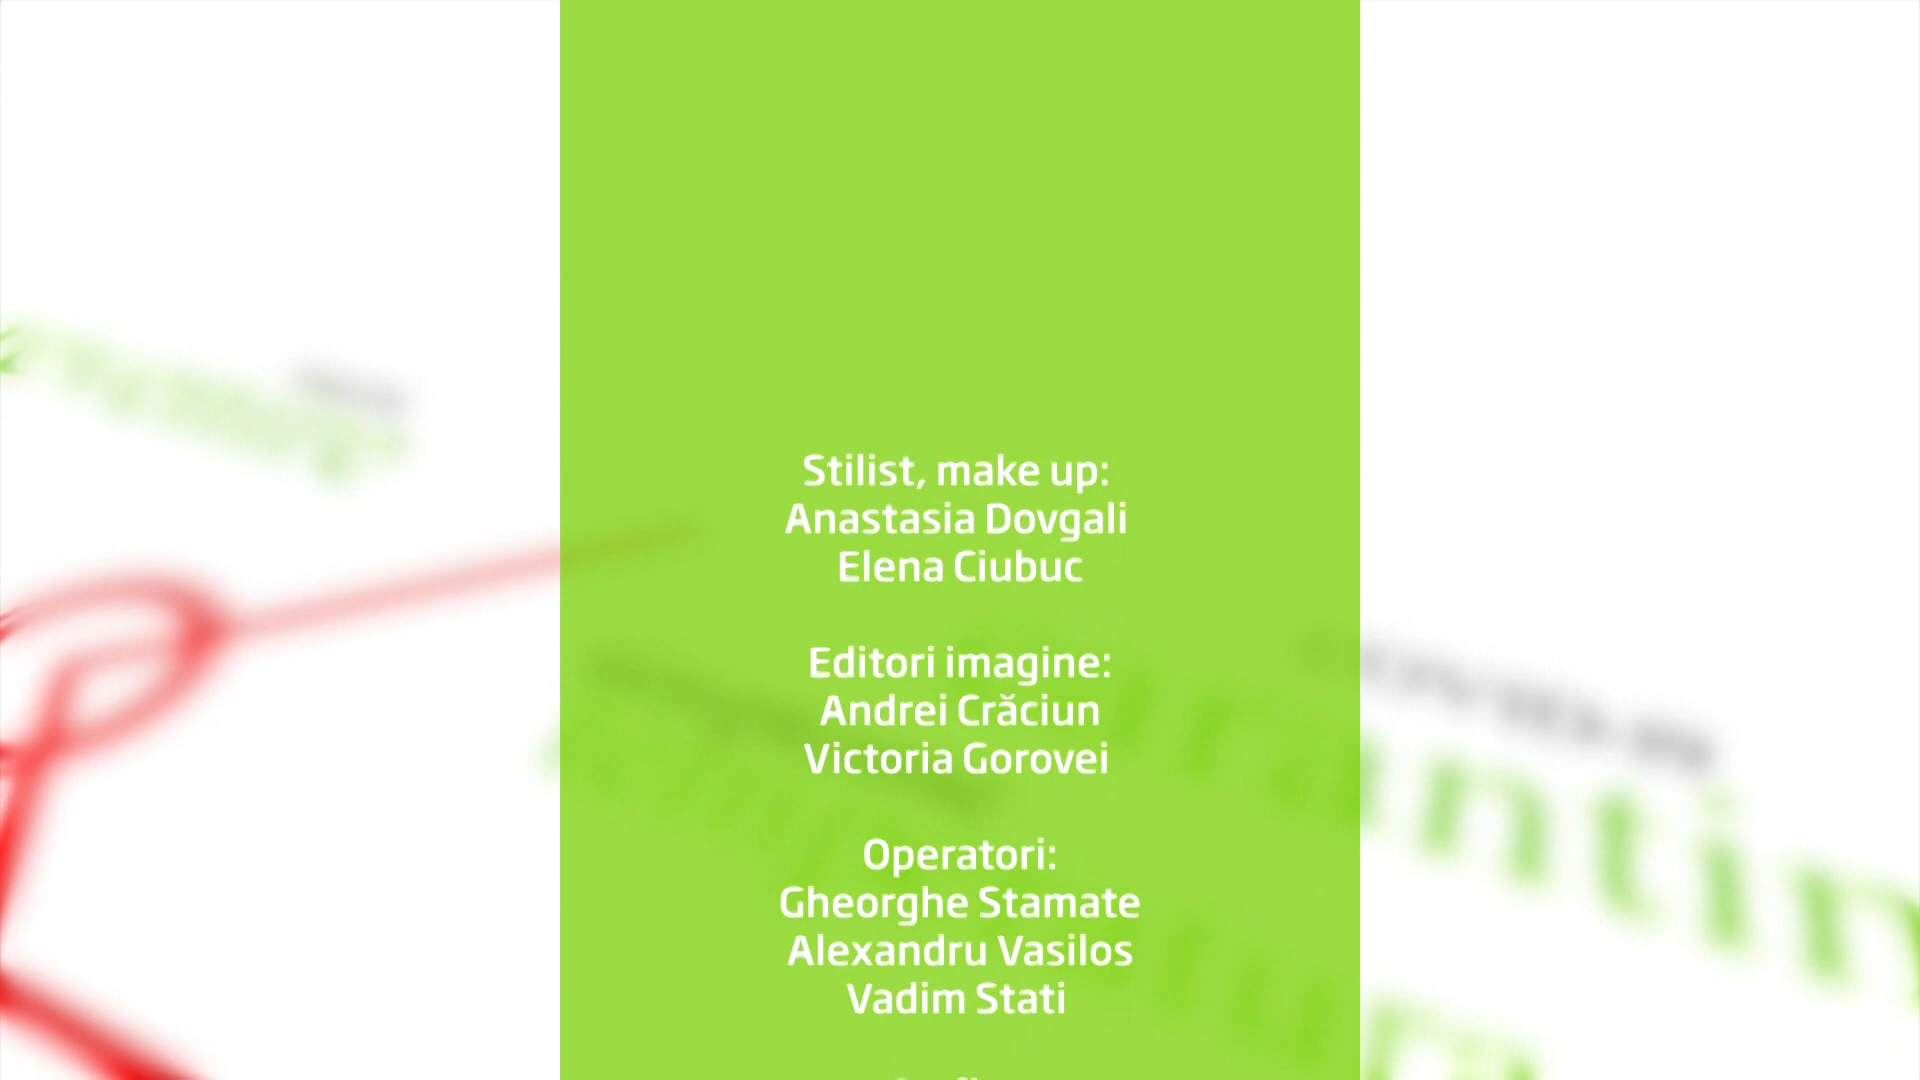 Stilist, make up:
Anastasia Dovgali
Elena Ciubuc
Editori imagine:
Andrei Crăciun
Victoria Gorovei
Operatori:
Gheorghe Stamate
Alexandru Vasilos
Vadim Stati